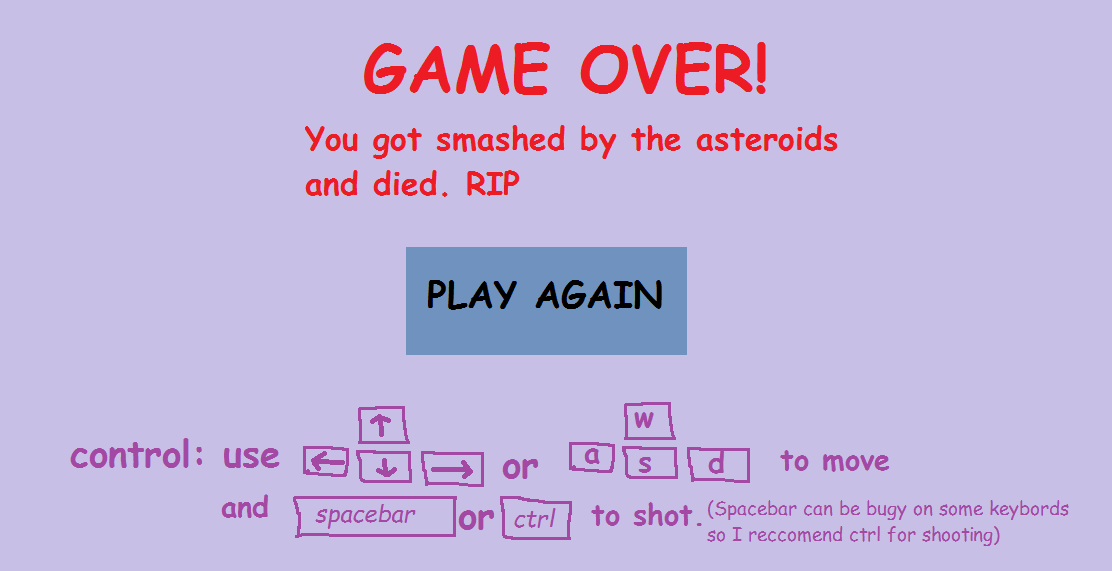 GAME OVER!
You got smashed by the asteroids
and died. RIP
PLAY AGAIN
control: use ↑ ← ↓ → or w a s d to move
and spacebar or ctrl to shot. (Spacebar can be bugy on some keybords
so I reccomend ctrl for shooting)